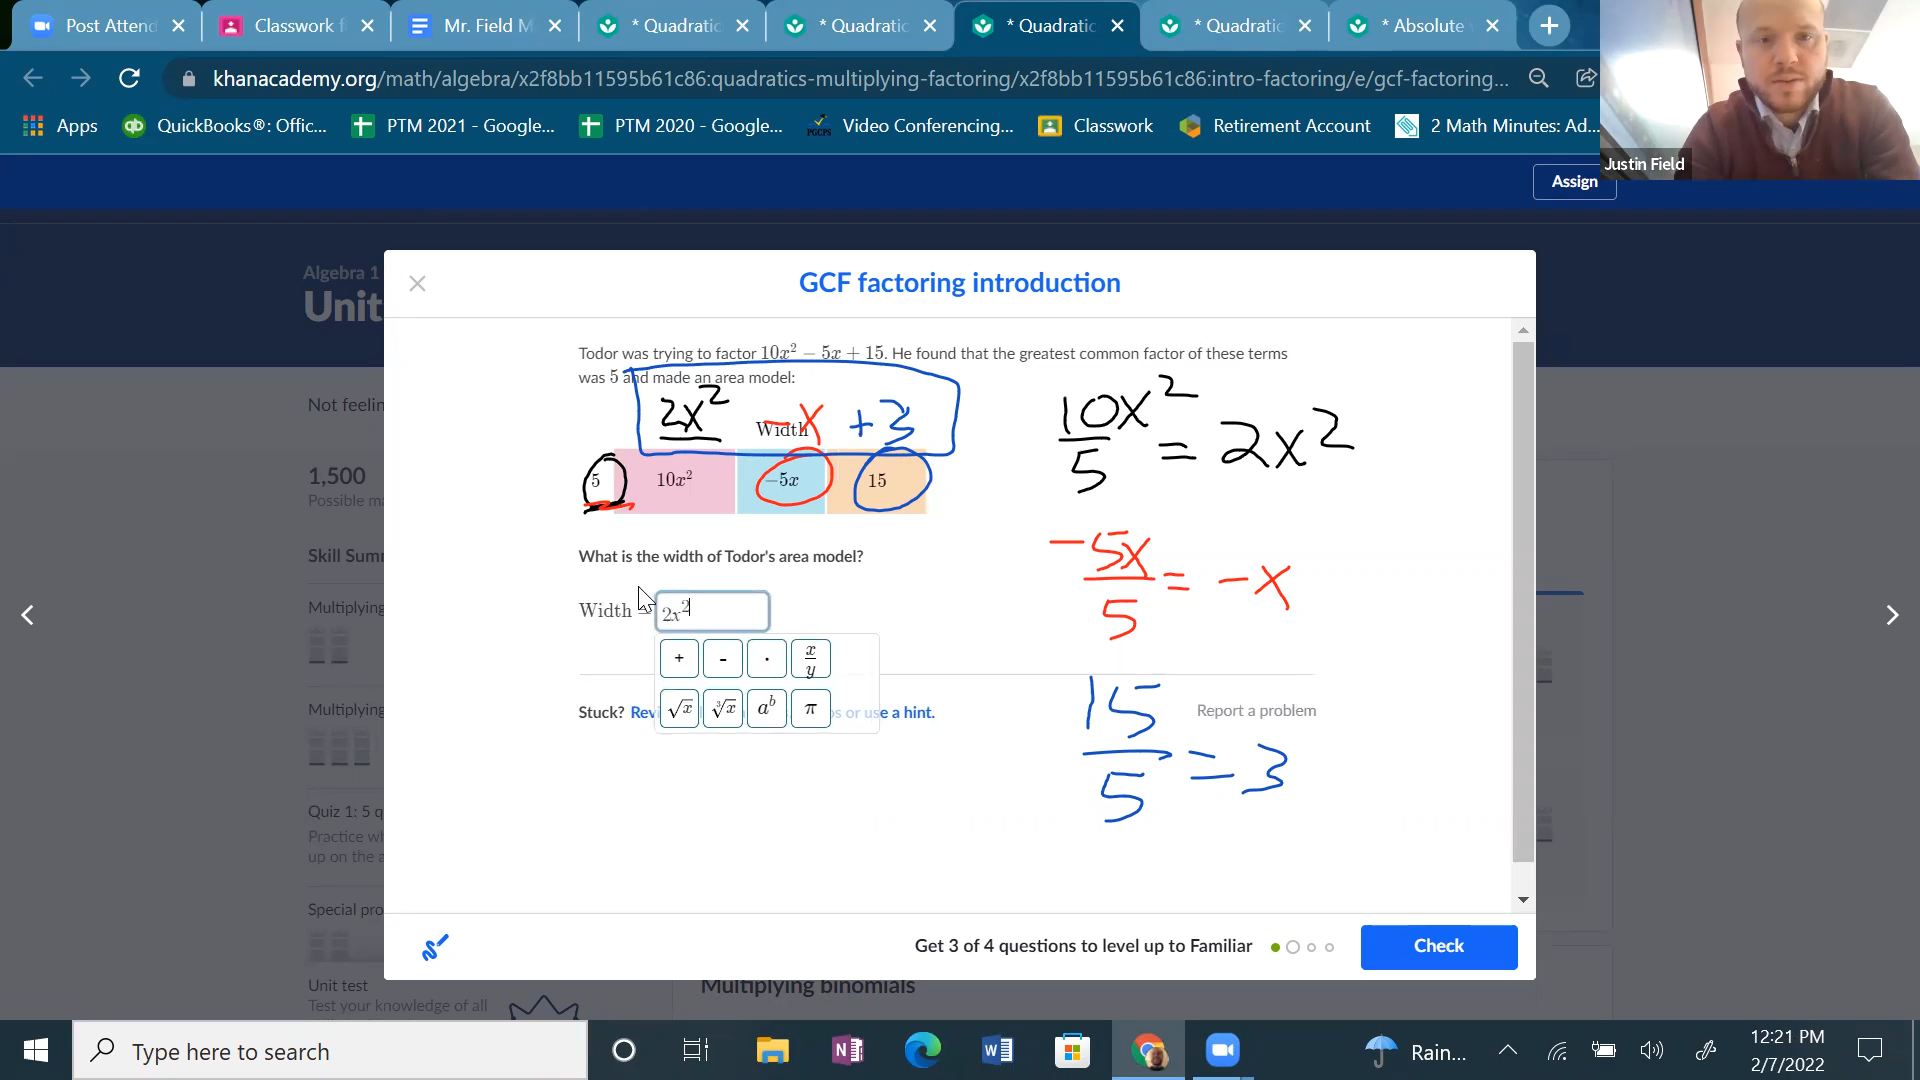 Post Attend
Classwork f
Mr. Field M
* Quadratic
* Quadratic
* Quadratic
* Quadratic
* Absolute
khanacademy.org/math/algebra/x2f8bb11595b61c86:quadratics-multiplying-factoring/x2f8bb11595b61c86:intro-factoring/e/gcf-factoring...
Apps
QuickBooks®: Offic...
PTM 2021 - Google...
PTM 2020 - Google...
Video Conferencing...
Classwork
Retirement Account
2 Math Minutes: Ad...
Justin Field
Assign
Algebra 1
Unit
GCF factoring introduction
Todor was trying to factor 10x² − 5x + 15. He found that the greatest common factor of these terms
was 5 and made an area model:
2x² −x +3
Width
5 10x² −5x 15
10x²/5 = 2x²
−5x/5 = −x
15/5 = 3
What is the width of Todor's area model?
Width = 2x²
+ - · x/y
√x ∛x aᵇ π
Stuck? Revi
os or use a hint.
Report a problem
Not feelin
1,500
Possible ma
Skill Sum
Multiplying
Multiplying
Quiz 1: 5 q
Practice wh
up on the a
Special pro
Unit test
Test your knowledge of all
Get 3 of 4 questions to level up to Familiar
Check
Multiplying binomials
Type here to search
Rain...
12:21 PM
2/7/2022